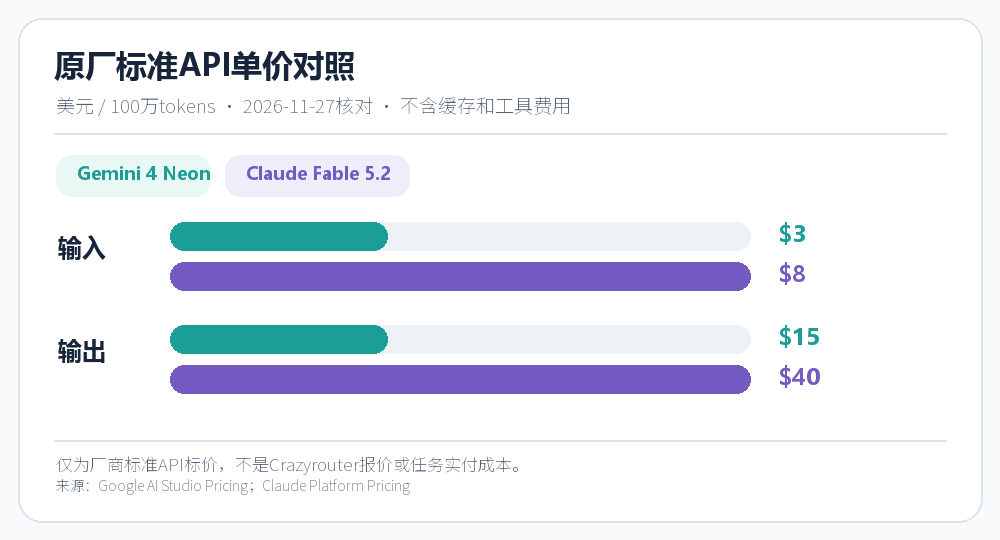 原厂标准API单价对照
美元 / 100万tokens · 2026-11-27核对 · 不含缓存和工具费用
Gemini 4 Neon
Claude Fable 5.2
输入
$3
$8
输出
$15
$40
仅为厂商标准API标价，不是Crazyrouter报价或任务实付成本。
来源：Google AI Studio Pricing；Claude Platform Pricing